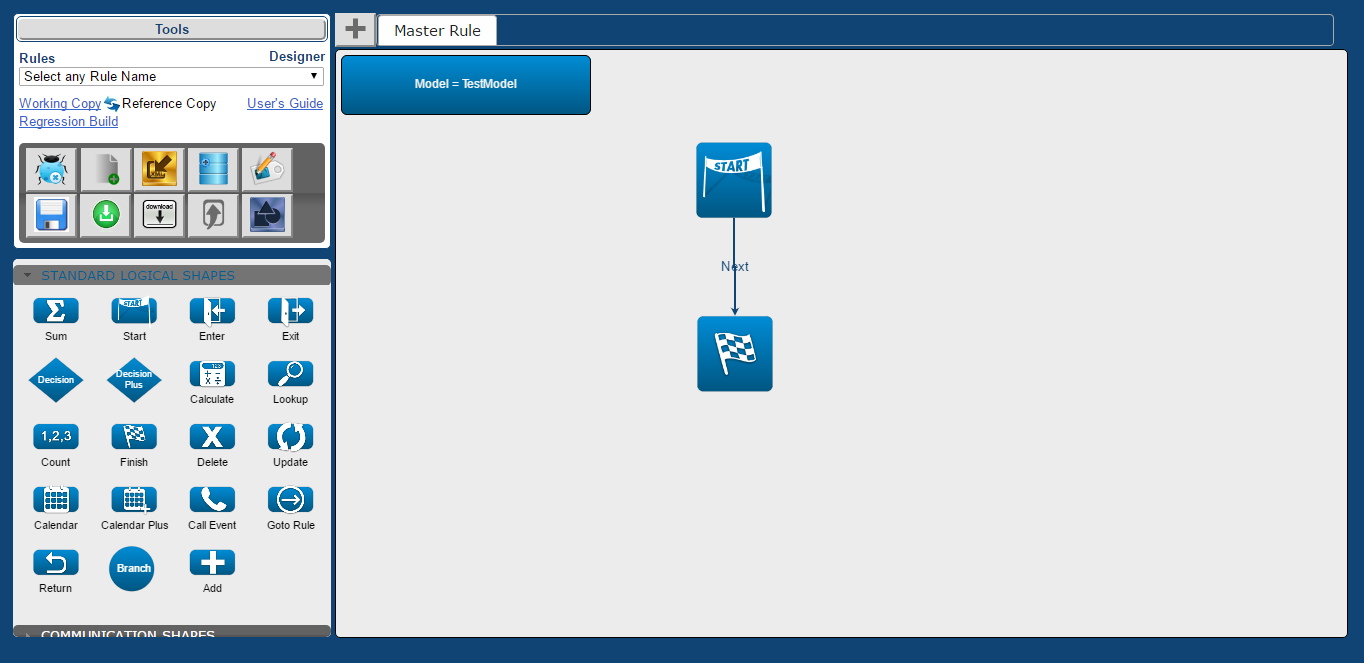 Tools
Rules
Designer
Select any Rule Name
Working Copy Reference Copy User's Guide
Regression Build
download
STANDARD LOGICAL SHAPES
START
Sum Start Enter Exit
Decision
Decision Plus
123
Calculate Lookup
1,2,3
Count Finish Delete Update
Calendar Calendar Plus Call Event Goto Rule
Return
Branch
Add
COMMUNICATION SHAPES
Master Rule
Model = TestModel
START
Next